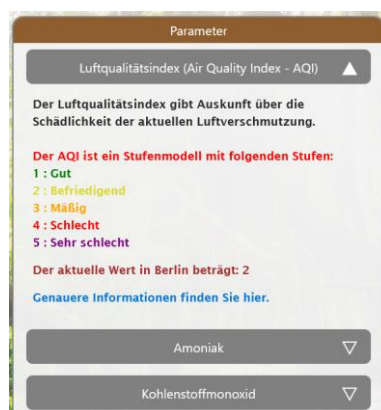 Parameter
Luftqualitätsindex (Air Quality Index - AQI)
Der Luftqualitätsindex gibt Auskunft über die
Schädlichkeit der aktuellen Luftverschmutzung.
Der AQI ist ein Stufenmodell mit folgenden Stufen:
1 : Gut
2 : Befriedigend
3 : Mäßig
4 : Schlecht
5 : Sehr schlecht
Der aktuelle Wert in Berlin beträgt: 2
Genauere Informationen finden Sie hier.
Amoniak
Kohlenstoffmonoxid